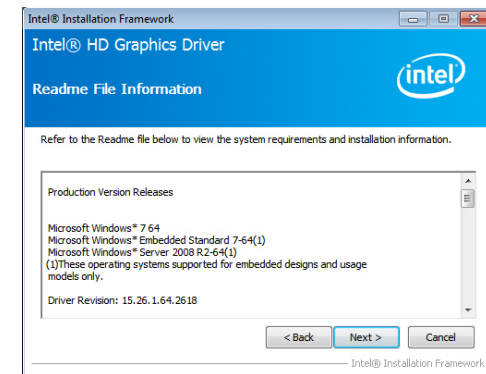 Intel® Installation Framework
Intel® HD Graphics Driver
intel
Readme File Information
Refer to the Readme file below to view the system requirements and installation information.
Production Version Releases
Microsoft Windows* 7 64
Microsoft Windows* Embedded Standard 7-64(1)
Microsoft Windows* Server 2008 R2-64(1)
(1)These operating systems supported for embedded designs and usage
models only.
Driver Revision: 15.26.1.64.2618
< Back Next > Cancel
Intel® Installation Framework